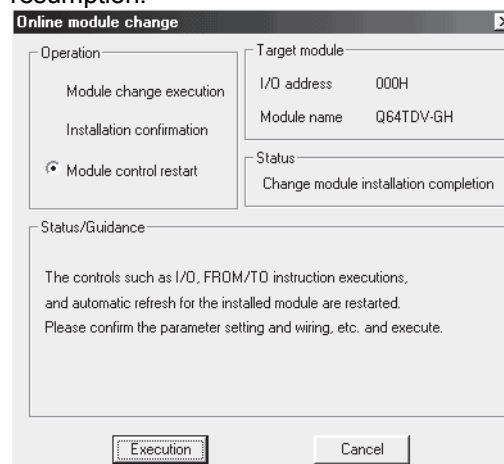 resumption.
Online module change
Operation
Module change execution
Installation confirmation
Module control restart
Target module
I/O address 000H
Module name Q64TDV-GH
Status
Change module installation completion
Status/Guidance
The controls such as I/O, FROM/TO instruction executions,
and automatic refresh for the installed module are restarted.
Please confirm the parameter setting and wiring, etc. and execute.
Execution Cancel